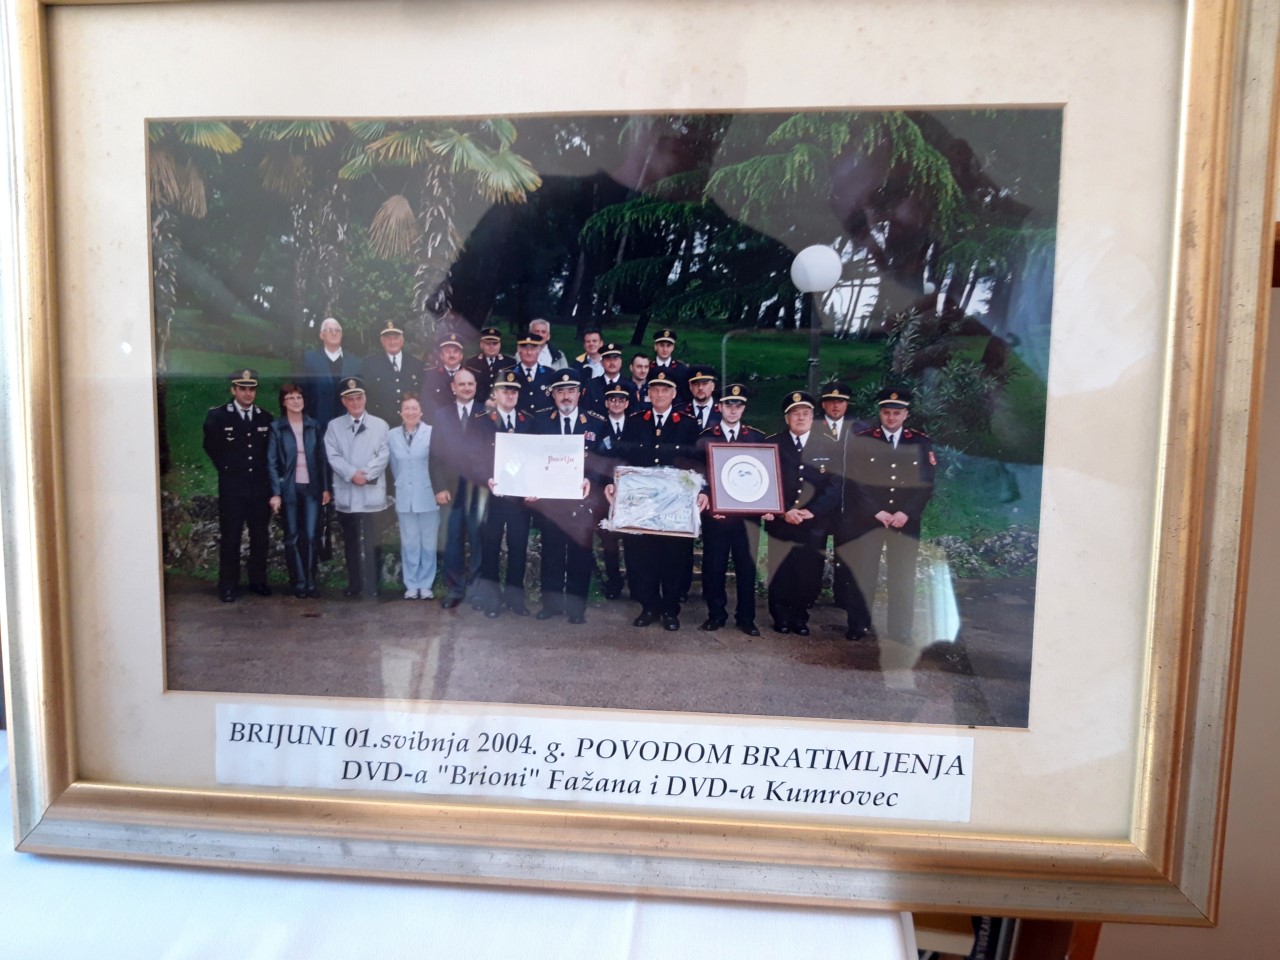 BRIJUNI 01.svibnja 2004. g. POVODOM BRATIMLJENJA
DVD-a "Brioni" Fažana i DVD-a Kumrovec